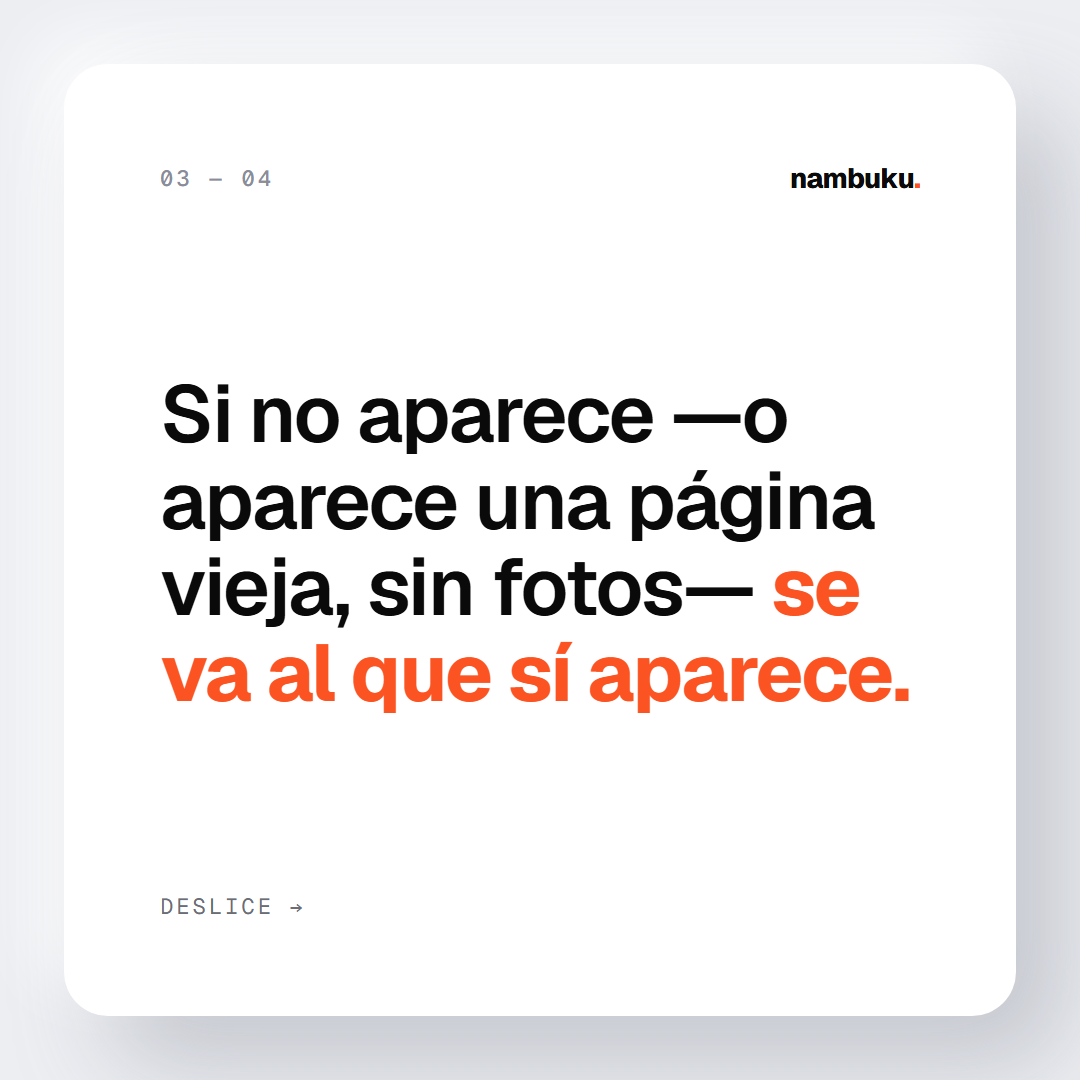 03 — 04
nambuku.
Si no aparece —o
aparece una página
vieja, sin fotos— se
va al que sí aparece.
DESLICE →